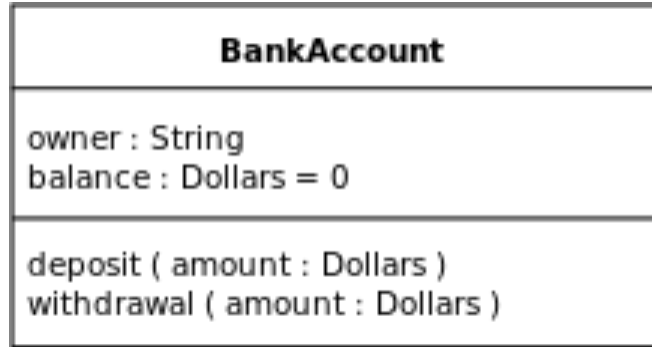 BankAccount
owner : String
balance : Dollars = 0
deposit ( amount : Dollars )
withdrawal ( amount : Dollars )